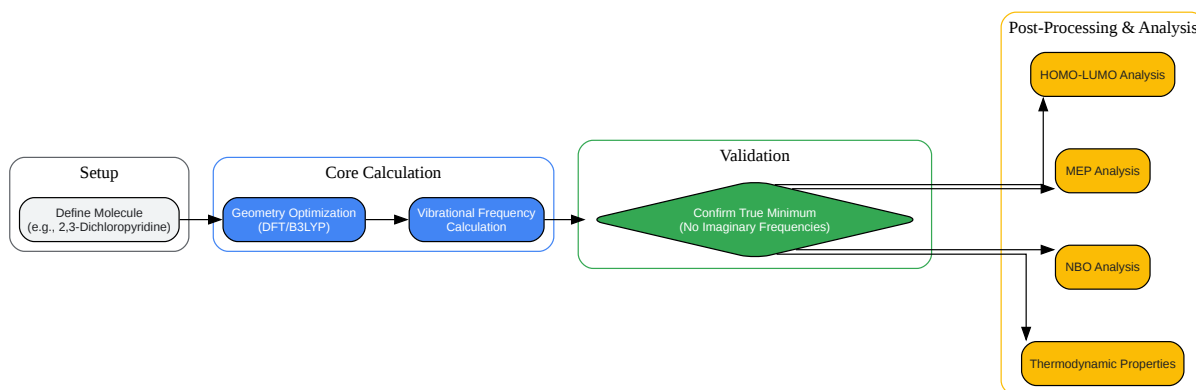 Setup
Define Molecule
(e.g., 2,3-Dichloropyridine)
Core Calculation
Geometry Optimization
(DFT/B3LYP)
Vibrational Frequency
Calculation
Validation
Confirm True Minimum
(No Imaginary Frequencies)
Post-Processing & Analysis
HOMO-LUMO Analysis
MEP Analysis
NBO Analysis
Thermodynamic Properties